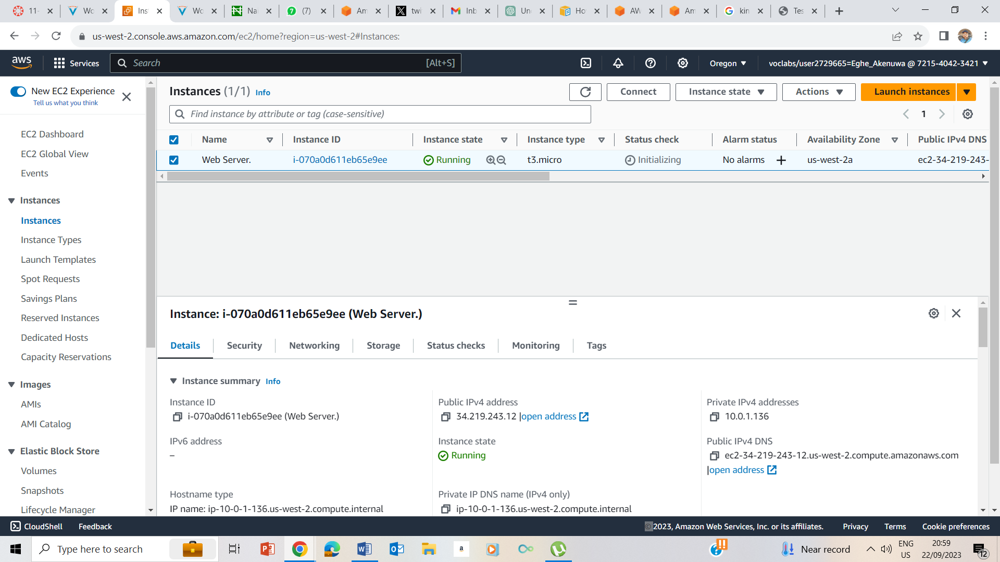 11-
Wo
Ins
Wo
Nai
(7)
Am
twi
Inb
Un
Ho
AW
Am
kin
Tes
us-west-2.console.aws.amazon.com/ec2/home?region=us-west-2#Instances:
aws
Services
Search
[Alt+S]
Oregon
voclabs/user2729665=Eghe_Akenuwa @ 7215-4042-3421
New EC2 Experience
Tell us what you think
EC2 Dashboard
EC2 Global View
Events
Instances
Instances
Instance Types
Launch Templates
Spot Requests
Savings Plans
Reserved Instances
Dedicated Hosts
Capacity Reservations
Images
AMIs
AMI Catalog
Elastic Block Store
Volumes
Snapshots
Lifecycle Manager
Instances (1/1) Info
Connect
Instance state
Actions
Launch instances
Find instance by attribute or tag (case-sensitive)
1
Name Instance ID Instance state Instance type Status check Alarm status Availability Zone Public IPv4 DNS
Web Server. i-070a0d611eb65e9ee Running t3.micro Initializing No alarms us-west-2a ec2-34-219-243-
Instance: i-070a0d611eb65e9ee (Web Server.)
Details Security Networking Storage Status checks Monitoring Tags
Instance summary Info
Instance ID
i-070a0d611eb65e9ee (Web Server.)
Public IPv4 address
34.219.243.12 |open address
Private IPv4 addresses
10.0.1.136
IPv6 address
–
Instance state
Running
Public IPv4 DNS
ec2-34-219-243-12.us-west-2.compute.amazonaws.com
|open address
Hostname type
IP name: ip-10-0-1-136.us-west-2.compute.internal
Private IP DNS name (IPv4 only)
ip-10-0-1-136.us-west-2.compute.internal
CloudShell Feedback
© 2023, Amazon Web Services, Inc. or its affiliates. Privacy Terms Cookie preferences
Type here to search
Near record
ENG
US
20:59
22/09/2023
12